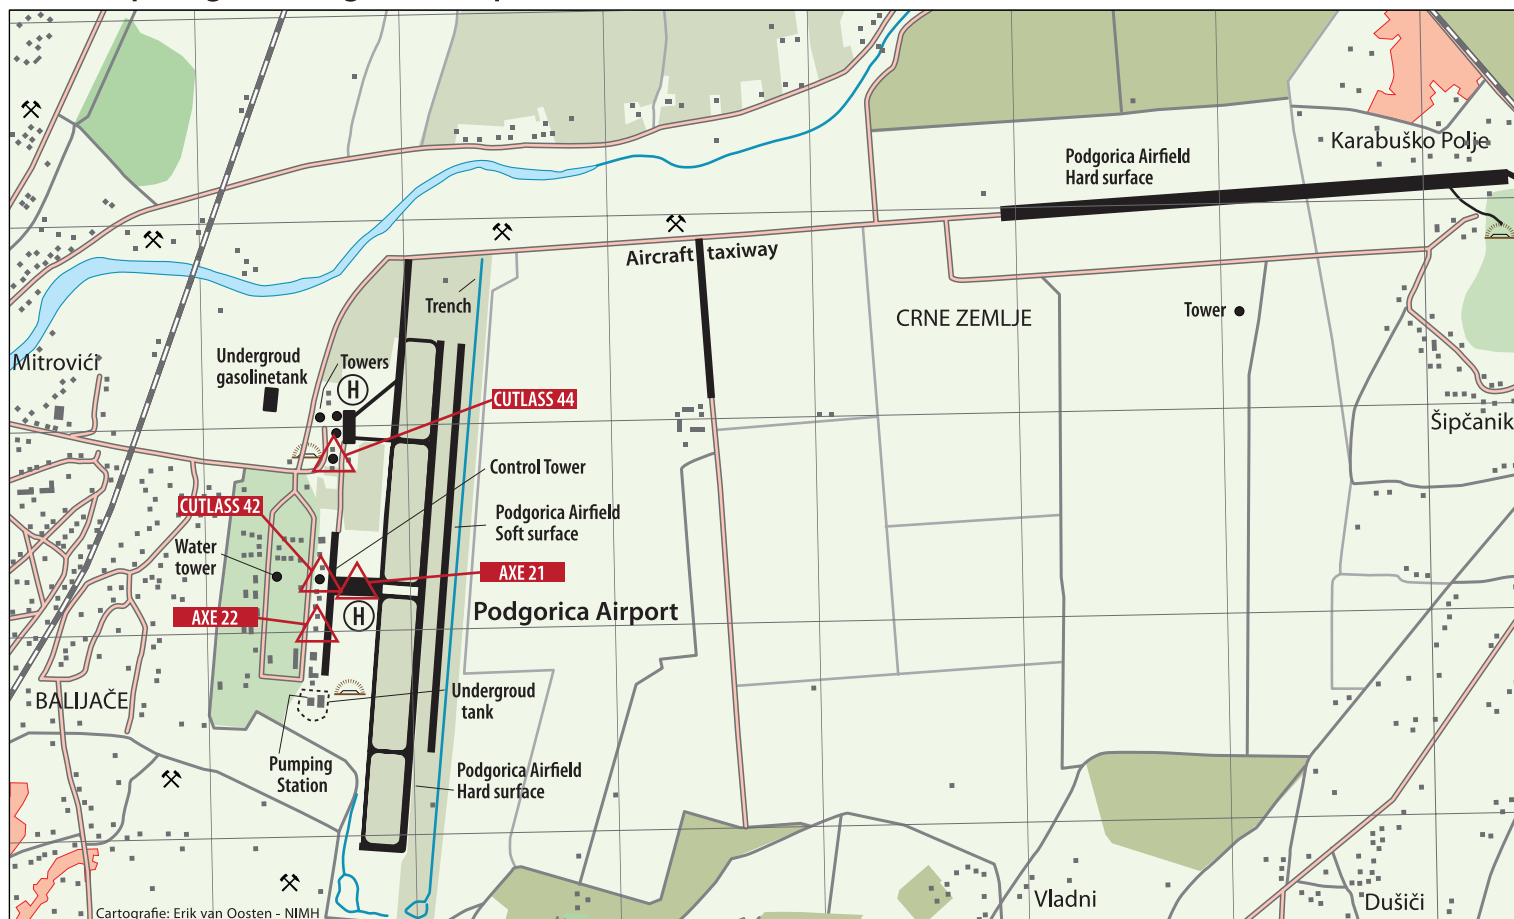 Karabuško Polje
Podgorica Airfield
Hard surface
Aircraft taxiway
Trench
CRNE ZEMLJE
Tower
Mitrovići
Undergroud
gasolinetank
Towers
H
CUTLASS 44
Šipčanik
Control Tower
CUTLASS 42
Podgorica Airfield
Soft surface
Water
tower
AXE 21
AXE 22
H
Podgorica Airport
BALIJAČE
Undergroud
tank
Pumping
Station
Podgorica Airfield
Hard surface
Vladni
Dušiči
Cartografie: Erik van Oosten - NIMH